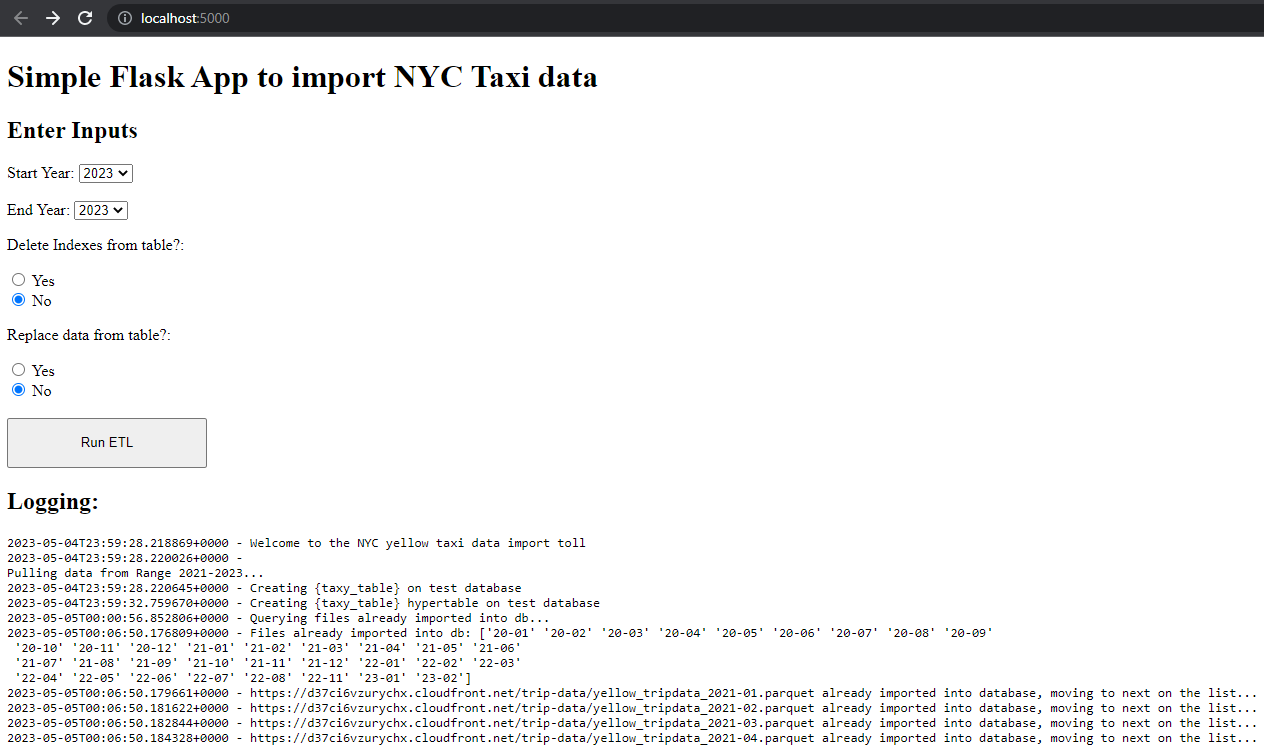 localhost:5000
Simple Flask App to import NYC Taxi data
Enter Inputs
Start Year: 2023
End Year: 2023
Delete Indexes from table?:
Yes
No
Replace data from table?:
Yes
No
Run ETL
Logging:
2023-05-04T23:59:28.218869+0000 - Welcome to the NYC yellow taxi data import toll
2023-05-04T23:59:28.220026+0000 -
Pulling data from Range 2021-2023...
2023-05-04T23:59:28.220645+0000 - Creating {taxy_table} on test database
2023-05-04T23:59:32.759670+0000 - Creating {taxy_table} hypertable on test database
2023-05-05T00:00:56.852806+0000 - Querying files already imported into db...
2023-05-05T00:06:50.176809+0000 - Files already imported into db: ['20-01' '20-02' '20-03' '20-04' '20-05' '20-06' '20-07' '20-08' '20-09'
'20-10' '20-11' '20-12' '21-01' '21-02' '21-03' '21-04' '21-05' '21-06'
'21-07' '21-08' '21-09' '21-10' '21-11' '21-12' '22-01' '22-02' '22-03'
'22-04' '22-05' '22-06' '22-07' '22-08' '22-11' '23-01' '23-02']
2023-05-05T00:06:50.179661+0000 - https://d37ci6vzurychx.cloudfront.net/trip-data/yellow_tripdata_2021-01.parquet already imported into database, moving to next on the list...
2023-05-05T00:06:50.181622+0000 - https://d37ci6vzurychx.cloudfront.net/trip-data/yellow_tripdata_2021-02.parquet already imported into database, moving to next on the list...
2023-05-05T00:06:50.182844+0000 - https://d37ci6vzurychx.cloudfront.net/trip-data/yellow_tripdata_2021-03.parquet already imported into database, moving to next on the list...
2023-05-05T00:06:50.184328+0000 - https://d37ci6vzurychx.cloudfront.net/trip-data/yellow_tripdata_2021-04.parquet already imported into database, moving to next on the list...